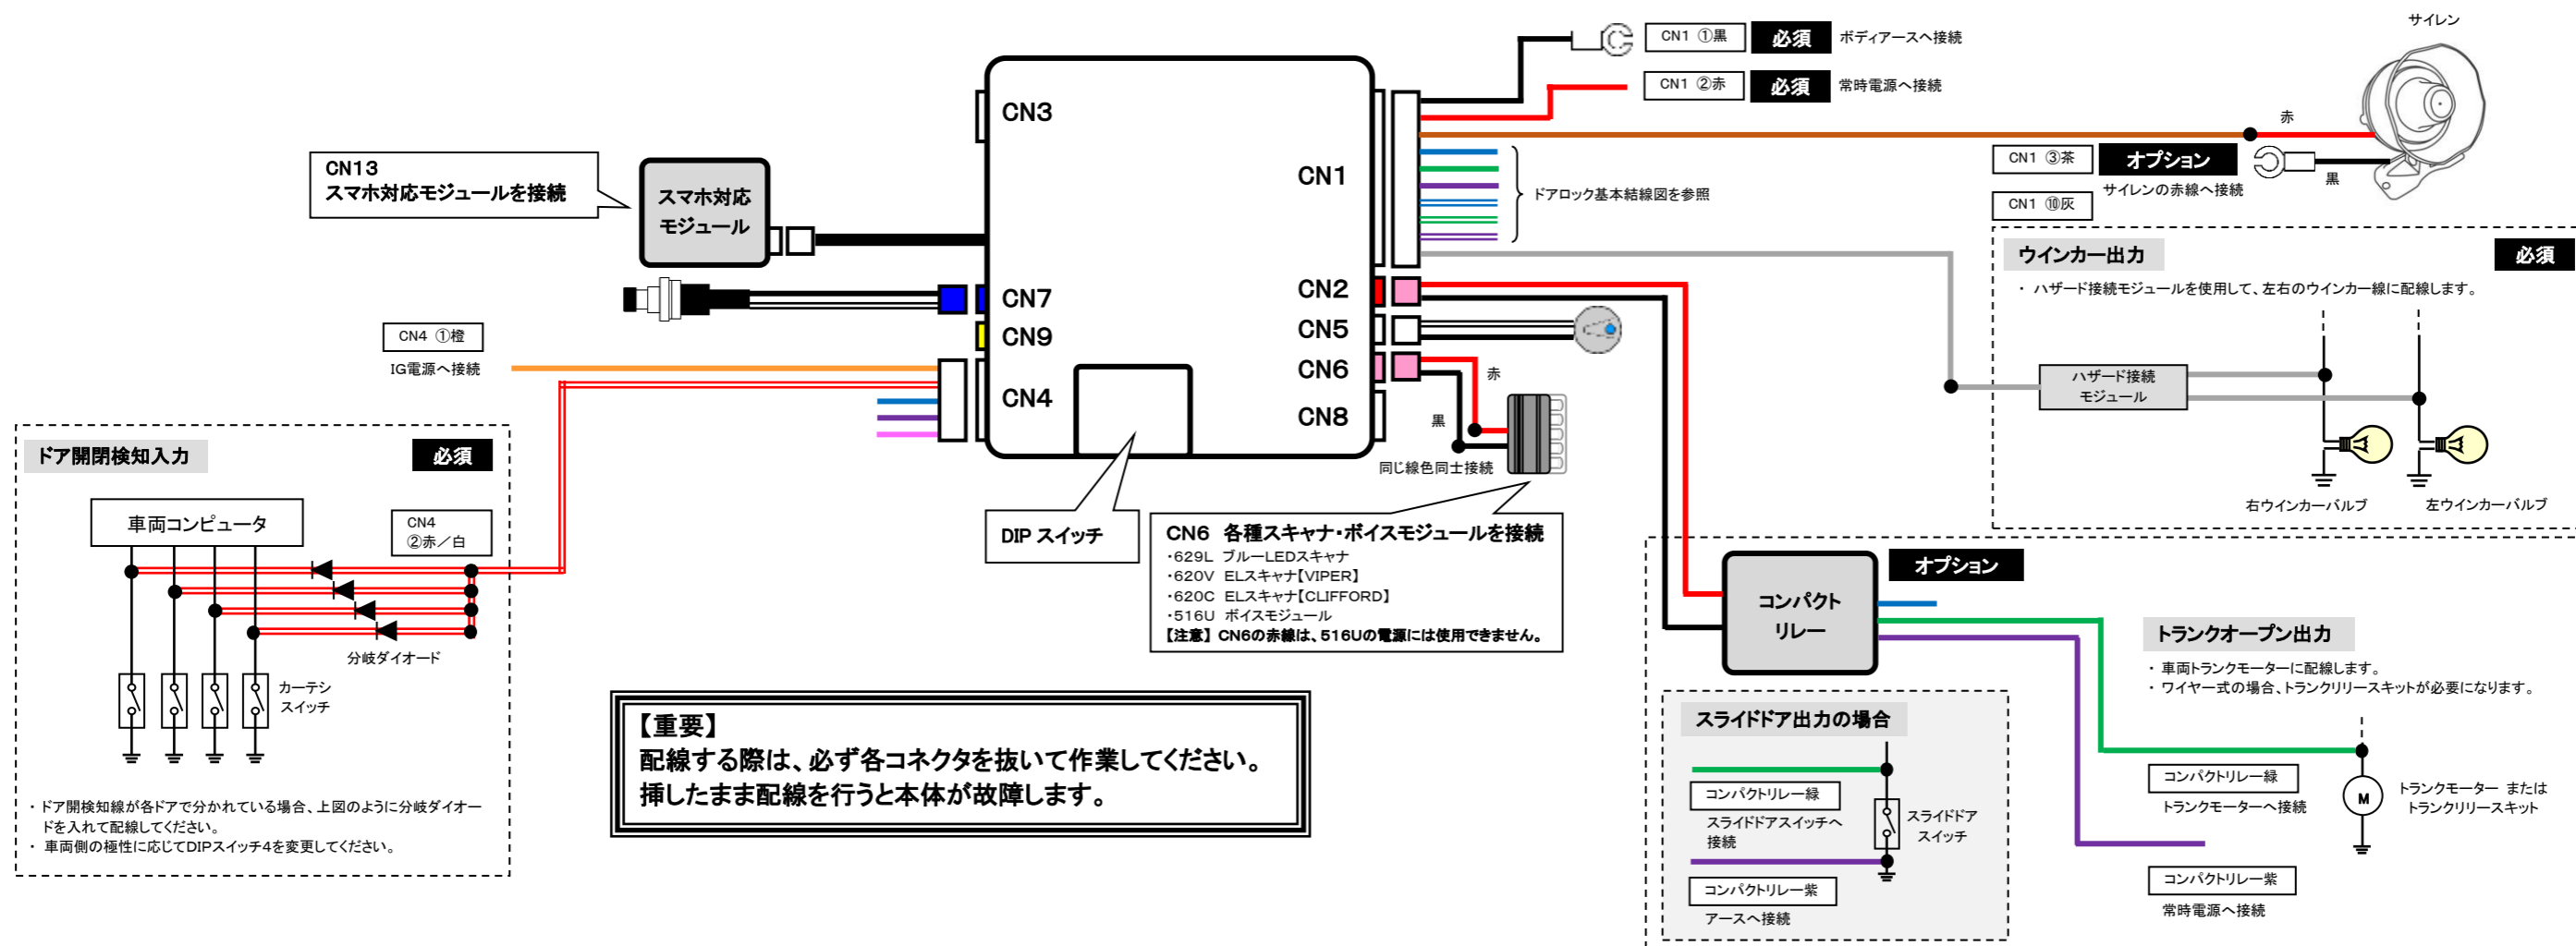 サイレン
CN1 ①黒
必須
ボディアースへ接続
CN1 ②赤
必須
常時電源へ接続
赤
CN1 ③茶
オプション
サイレンの赤線へ接続
黒
CN1 ⑩灰
CN3
CN1
ドアロック基本結線図を参照
CN13
スマホ対応モジュールを接続
スマホ対応
モジュール
CN7
CN9
CN4
CN2
CN5
CN6
CN8
CN4 ①橙
IG電源へ接続
赤
黒
同じ線色同士接続
DIP スイッチ
CN6 各種スキャナ・ボイスモジュールを接続
・629L ブルーLEDスキャナ
・620V ELスキャナ【VIPER】
・620C ELスキャナ【CLIFFORD】
・516U ボイスモジュール
【注意】 CN6の赤線は、516Uの電源には使用できません。
ウインカー出力
必須
・ ハザード接続モジュールを使用して、左右のウインカー線に配線します。
ハザード接続
モジュール
右ウインカーバルブ
左ウインカーバルブ
ドア開閉検知入力
必須
車両コンピュータ
CN4
②赤／白
分岐ダイオード
カーテシ
スイッチ
・ ドア開検知線が各ドアで分かれている場合、上図のように分岐ダイオー
ドを入れて配線してください。
・ 車両側の極性に応じてDIPスイッチ4を変更してください。
【重要】
配線する際は、必ず各コネクタを抜いて作業してください。
挿したまま配線を行うと本体が故障します。
コンパクト
リレー
オプション
トランクオープン出力
・ 車両トランクモーターに配線します。
・ ワイヤー式の場合、トランクリリースキットが必要になります。
コンパクトリレー緑
トランクモーターへ接続
M
トランクモーター または
トランクリリースキット
コンパクトリレー紫
常時電源へ接続
スライドドア出力の場合
コンパクトリレー緑
スライドドアスイッチへ
接続
スライドドア
スイッチ
コンパクトリレー紫
アースへ接続